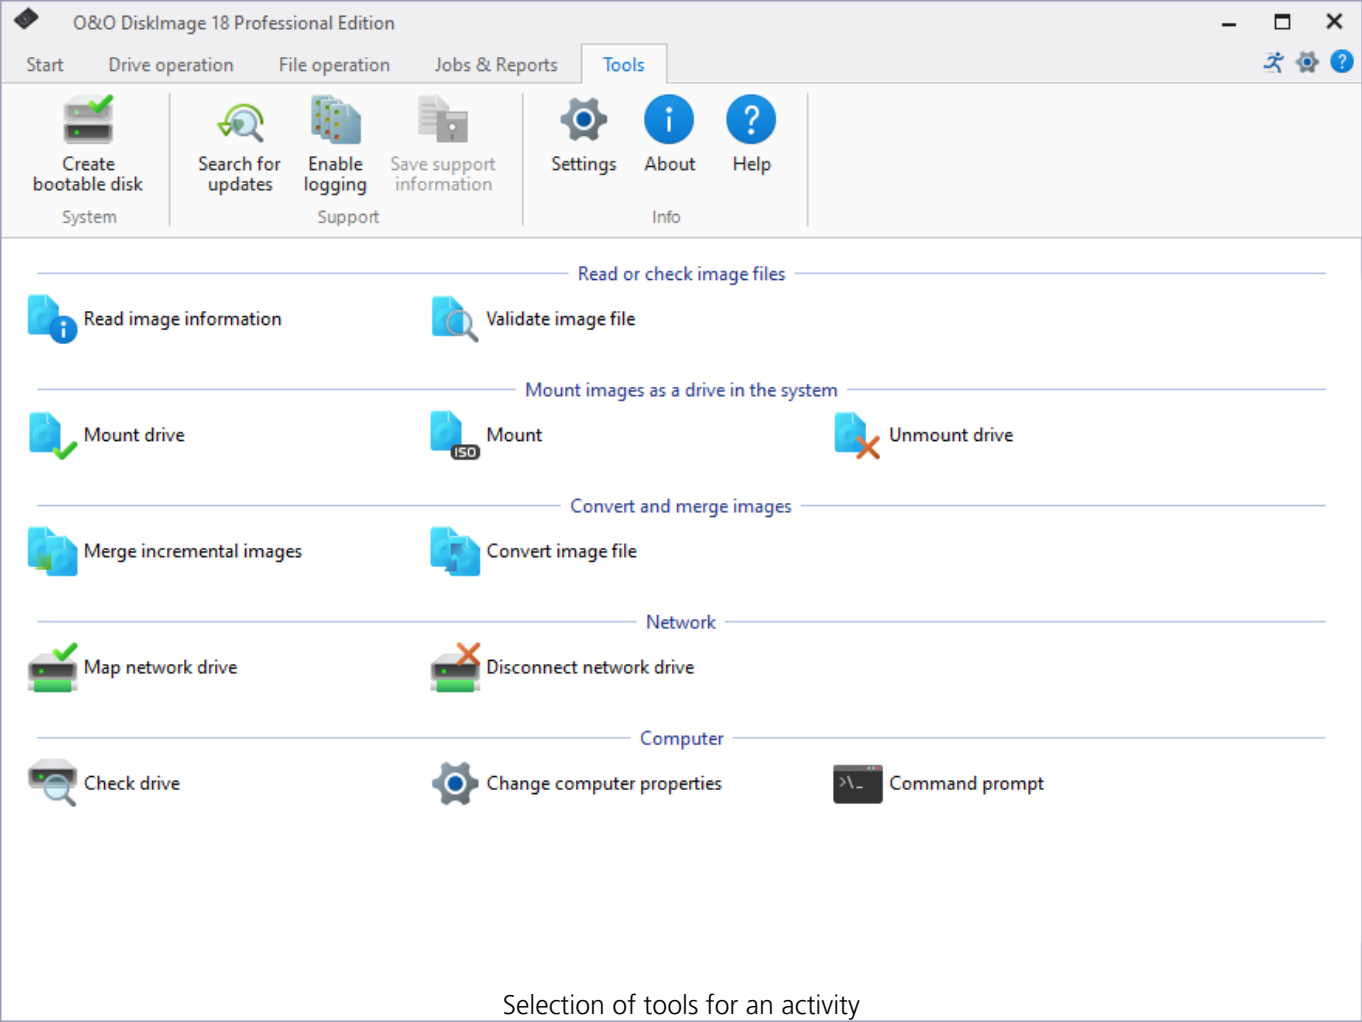 O&O DiskImage 18 Professional Edition
Start Drive operation File operation Jobs & Reports Tools
?
Create bootable disk
Search for updates
Enable logging
Save support information
i
Settings
About
?
Help
System Support Info
Read or check image files
i
Read image information Validate image file
Mount images as a drive in the system
Mount drive
ISO
Mount Unmount drive
Convert and merge images
Merge incremental images Convert image file
Network
Map network drive Disconnect network drive
Computer
Check drive Change computer properties
>\_
Command prompt
Selection of tools for an activity